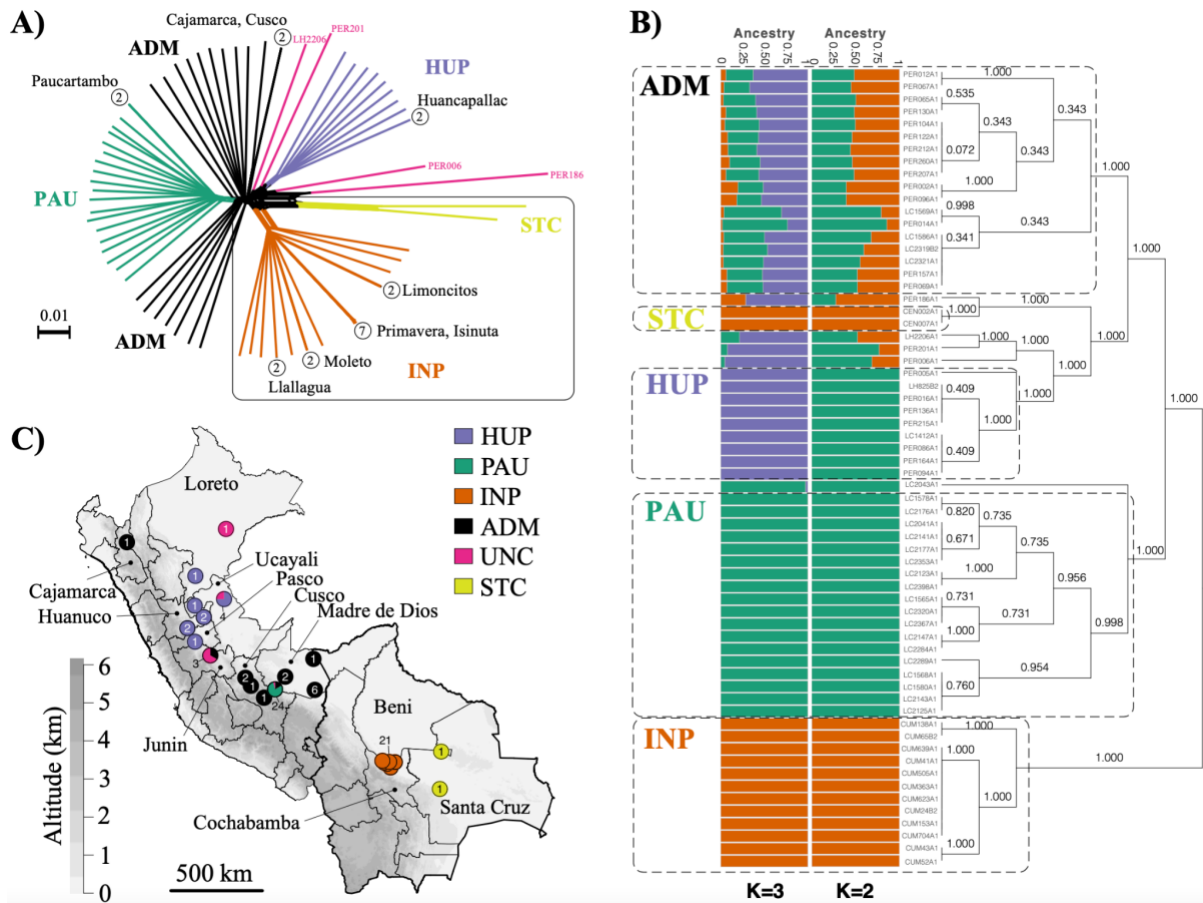 A)
Cajamarca, Cusco
2
ADM
LH2206
PER201
HUP
Paucartambo
2
Huancapallac
2
PER006
PER186
PAU
STC
2 Limoncitos
0.01
7 Primavera, Isinuta
ADM
2 Moleto
INP
2
Llallagua
B)
Ancestry Ancestry
0 0.25 0.50 0.75 1 0 0.25 0.50 0.75 1
ADM
PER012A1
PER067A1
PER065A1
PER130A1
PER104A1
PER122A1
PER212A1
PER260A1
PER207A1
PER002A1
PER096A1
LC1569A1
PER014A1
LC1586A1
LC2319B2
LC2321A1
PER157A1
PER069A1
PER186A1
STC
CEN002A1
CEN007A1
LH2206A1
PER201A1
PER006A1
HUP
PER005A1
LH825B2
PER016A1
PER136A1
PER215A1
LC1412A1
PER086A1
PER164A1
PER094A1
LC2043A1
PAU
LC1578A1
LC2176A1
LC2041A1
LC2141A1
LC2177A1
LC2353A1
LC2123A1
LC2398A1
LC1565A1
LC2320A1
LC2367A1
LC2147A1
LC2284A1
LC2289A1
LC1568A1
LC1580A1
LC2143A1
LC2125A1
INP
CUM138A1
CUM65B2
CUM639A1
CUM41A1
CUM505A1
CUM363A1
CUM623A1
CUM24B2
CUM153A1
CUM704A1
CUM43A1
CUM52A1
1.000
0.535
0.343
0.343
0.072
0.343
1.000
1.000
0.998
0.343
0.341
1.000
1.000
1.000
1.000
1.000
1.000
1.000
1.000
1.000
0.409
1.000
0.409
0.820
0.735
0.671
0.735
1.000
1.000
0.956
0.731
0.731
0.998
1.000
0.954
0.760
1.000
1.000
1.000
1.000
1.000
K=3 K=2
C)
HUP
PAU
INP
ADM
UNC
STC
Loreto
1
1
Ucayali
1
Pasco
Cajamarca
Cusco
Huanuco
1
2
4
Madre de Dios
2
1
3
1
2
1
2
6
1
24
Beni
Junin
21
1
1
Santa Cruz
Cochabamba
Altitude (km)
6
5
4
3
2
1
0
500 km